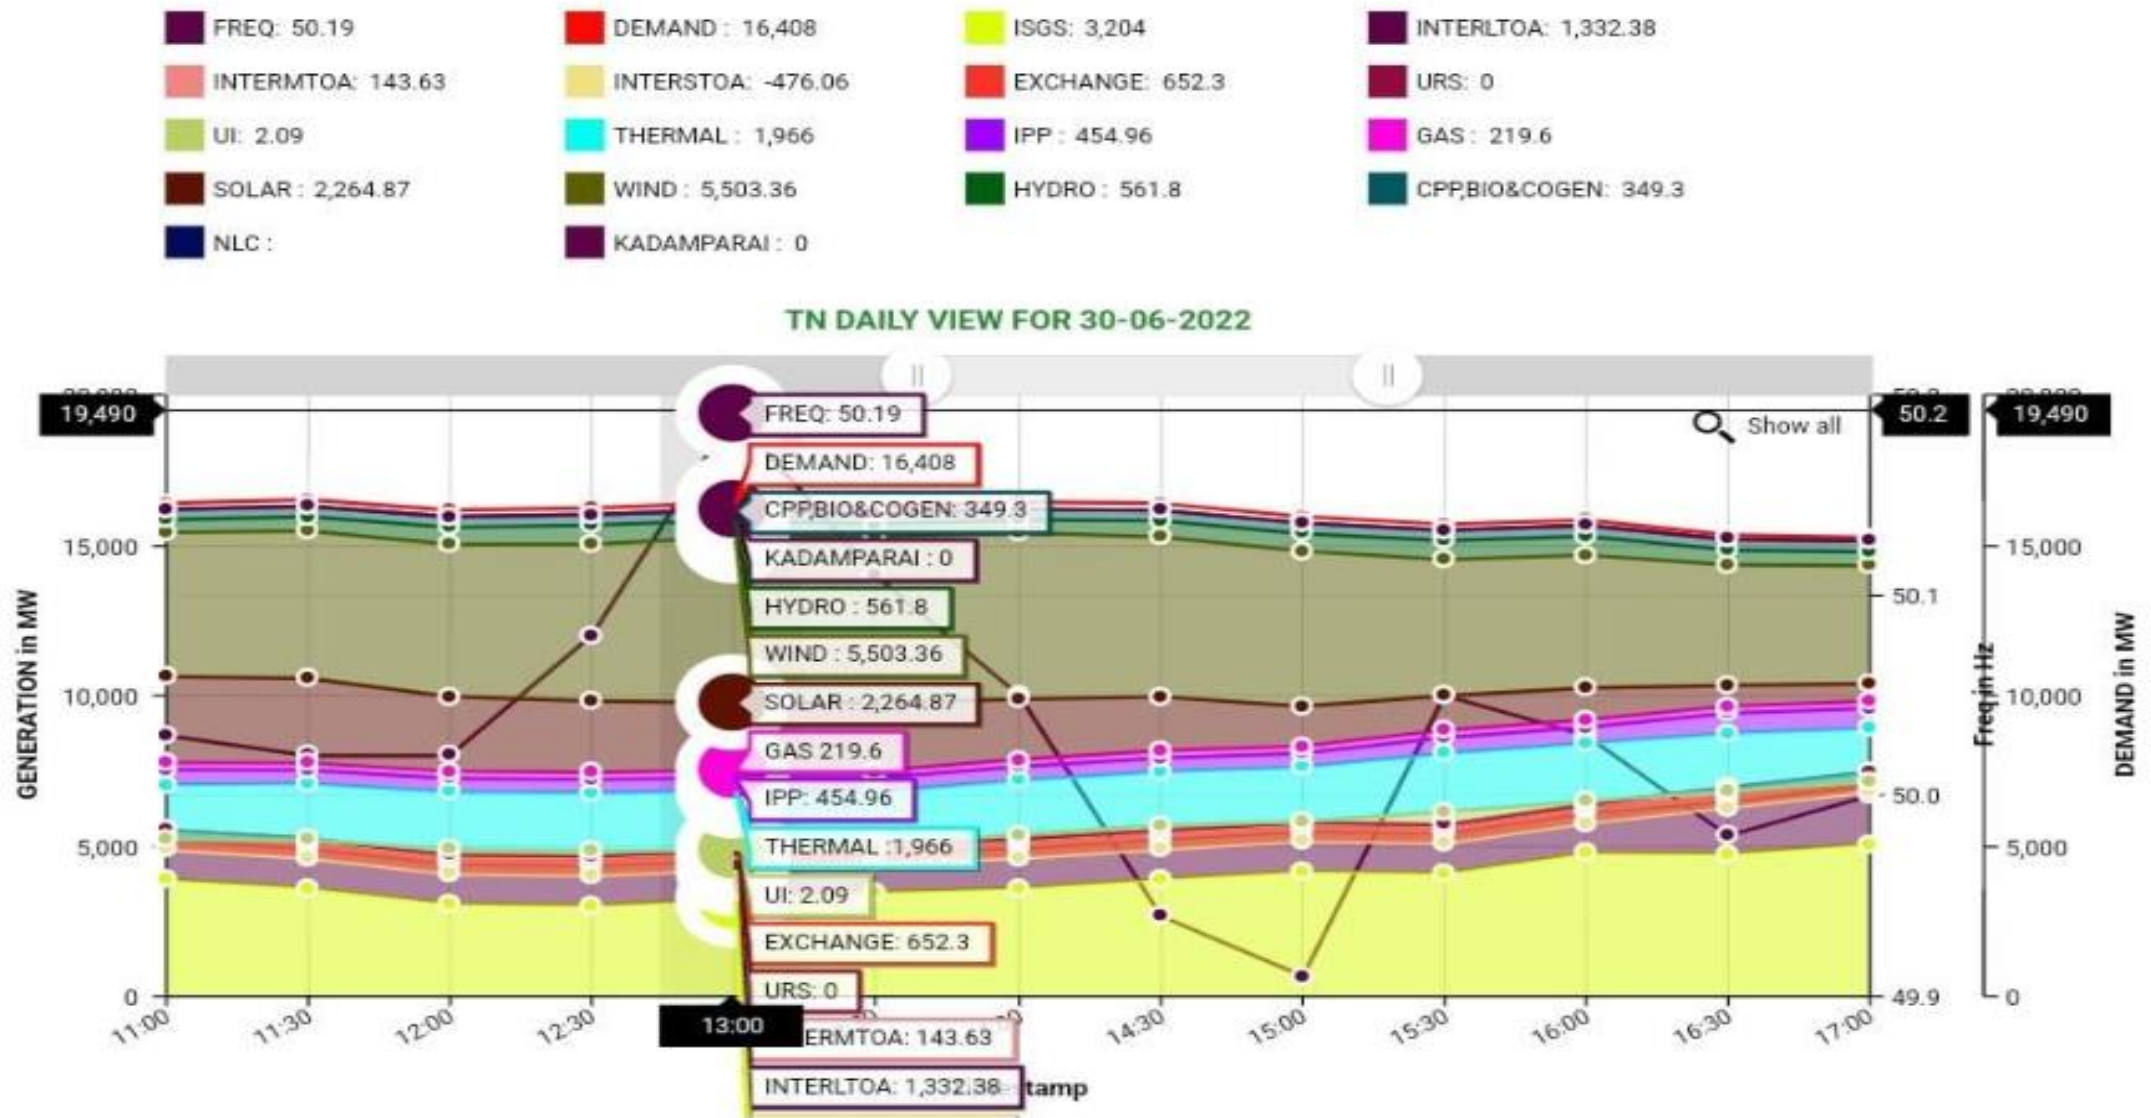 FREQ: 50.19 DEMAND : 16,408 ISGS: 3,204 INTERLTOA: 1,332.38
INTERMTOA: 143.63 INTERSTOA: -476.06 EXCHANGE: 652.3 URS: 0
UI: 2.09 THERMAL : 1,966 IPP : 454.96 GAS : 219.6
SOLAR : 2,264.87 WIND : 5,503.36 HYDRO : 561.8 CPP,BIO&COGEN: 349.3
NLC : KADAMPARAI : 0
TN DAILY VIEW FOR 30-06-2022
19,490 FREQ: 50.19 Show all 50.2 19,490
DEMAND: 16,408
CPP,BIO&COGEN: 349.3
15,000 KADAMPARAI : 0 15,000
HYDRO : 561.8 50.1
WIND : 5,503.36
10,000 SOLAR : 2,264.87 10,000
GAS 219.6
IPP: 454.96 50.0
5,000 THERMAL :1,966 5,000
UI: 2.09
EXCHANGE: 652.3
0 URS: 0 49.9 0
GENERATION in MW
Freq in Hz
DEMAND in MW
11:00 11:30 12:00 12:30 13:00 14:30 15:00 15:30 16:00 16:30 17:00
ERMTOA: 143.63
INTERLTOA: 1,332.38 tamp